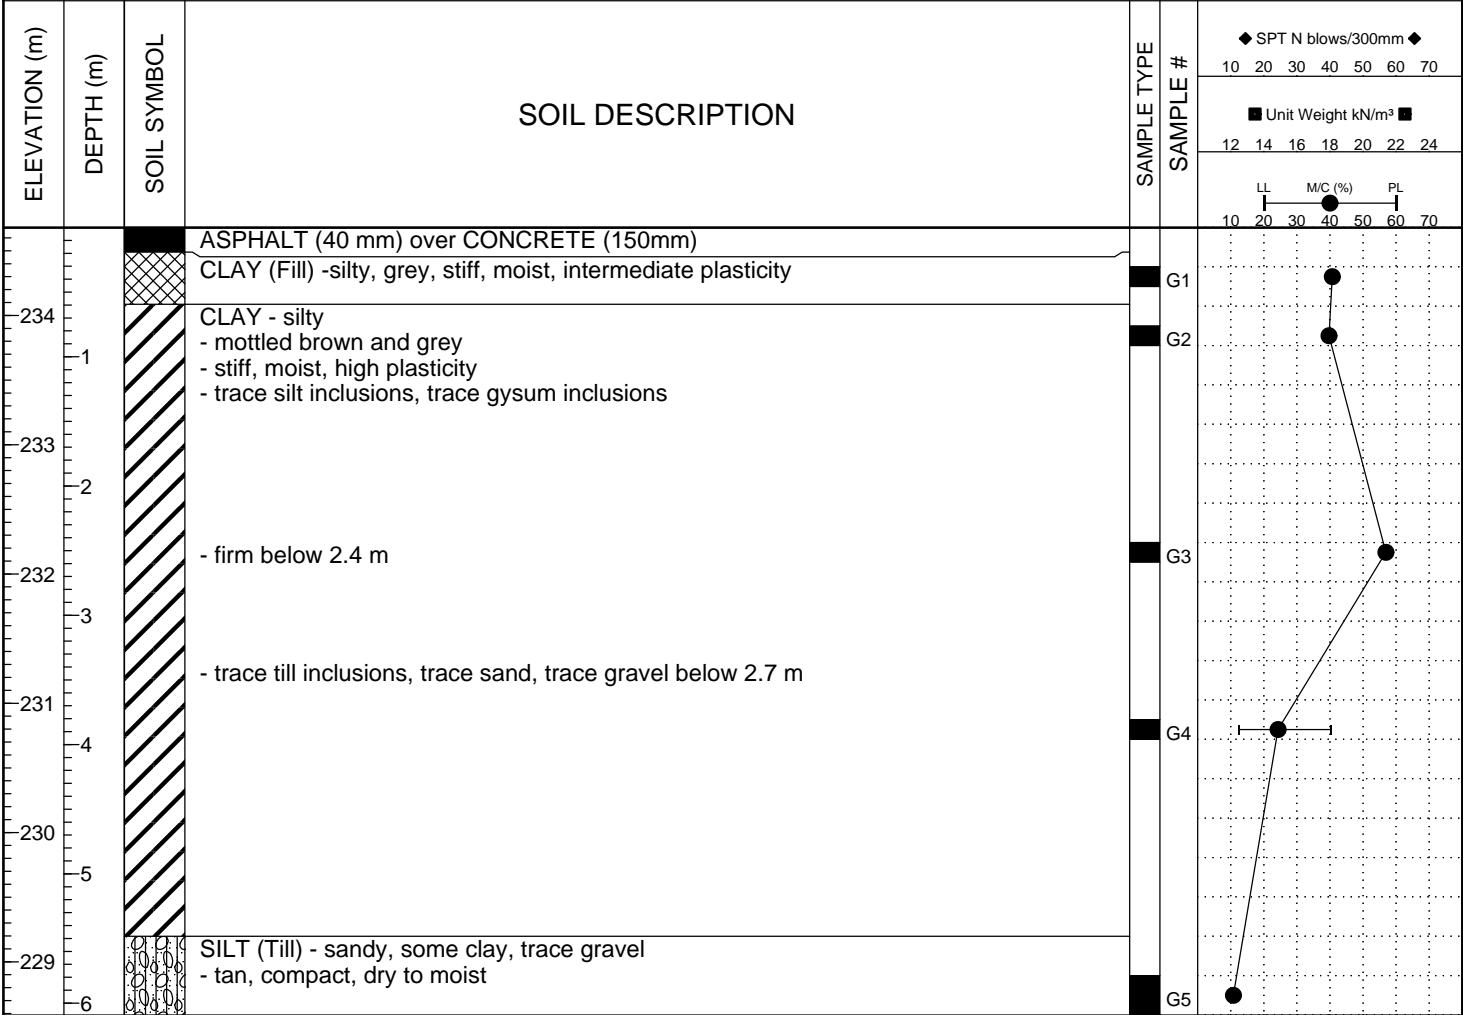 ELEVATION (m)
DEPTH (m)
SOIL SYMBOL
SOIL DESCRIPTION
SAMPLE TYPE
SAMPLE #
◆ SPT N blows/300mm ◆
10 20 30 40 50 60 70
■ Unit Weight kN/m³ ■
12 14 16 18 20 22 24
LL M/C (%) PL
10 20 30 40 50 60 70
ASPHALT (40 mm) over CONCRETE (150mm)
CLAY (Fill) -silty, grey, stiff, moist, intermediate plasticity
G1
234
CLAY - silty
- mottled brown and grey
G2
1
- stiff, moist, high plasticity
- trace silt inclusions, trace gysum inclusions
233
2
- firm below 2.4 m
G3
232
3
- trace till inclusions, trace sand, trace gravel below 2.7 m
231
G4
4
230
5
SILT (Till) - sandy, some clay, trace gravel
229
- tan, compact, dry to moist
6
G5